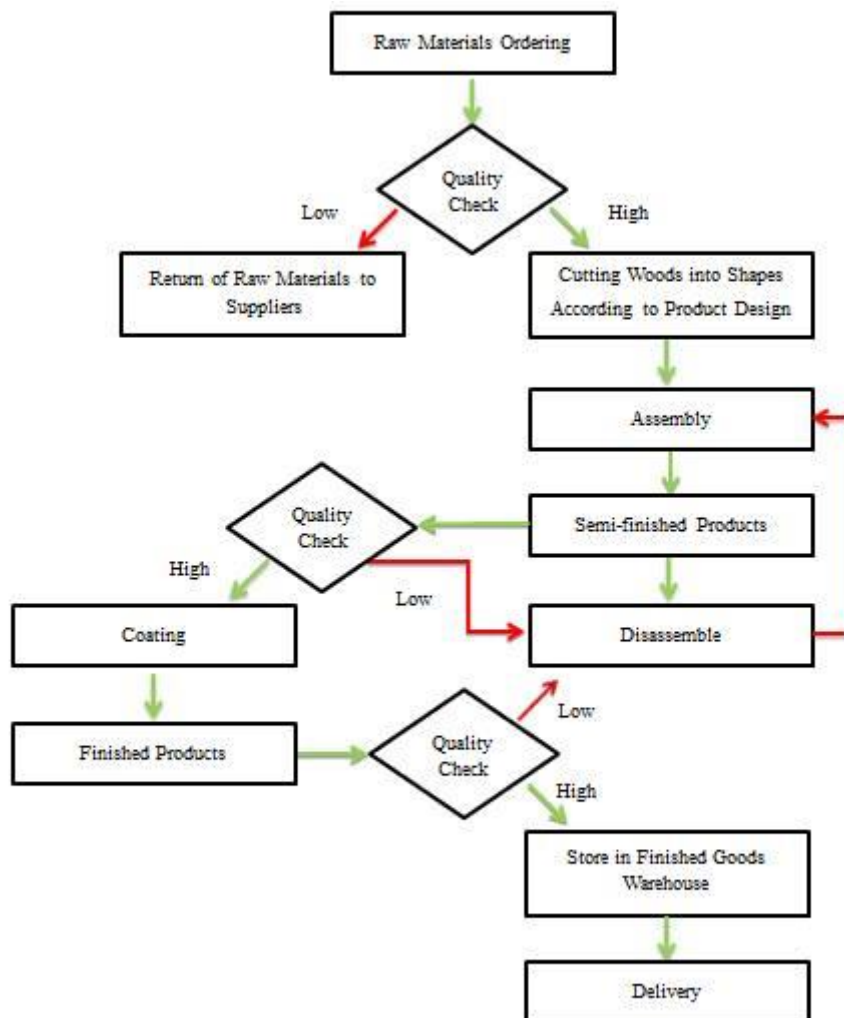 Raw Materials Ordering
Quality
Check
Low
High
Return of Raw Materials to
Suppliers
Cutting Woods into Shapes
According to Product Design
Assembly
Quality
Check
Semi-finished Products
High
Low
Coating
Disassemble
Low
Finished Products
Quality
Check
High
Store in Finished Goods
Warehouse
Delivery